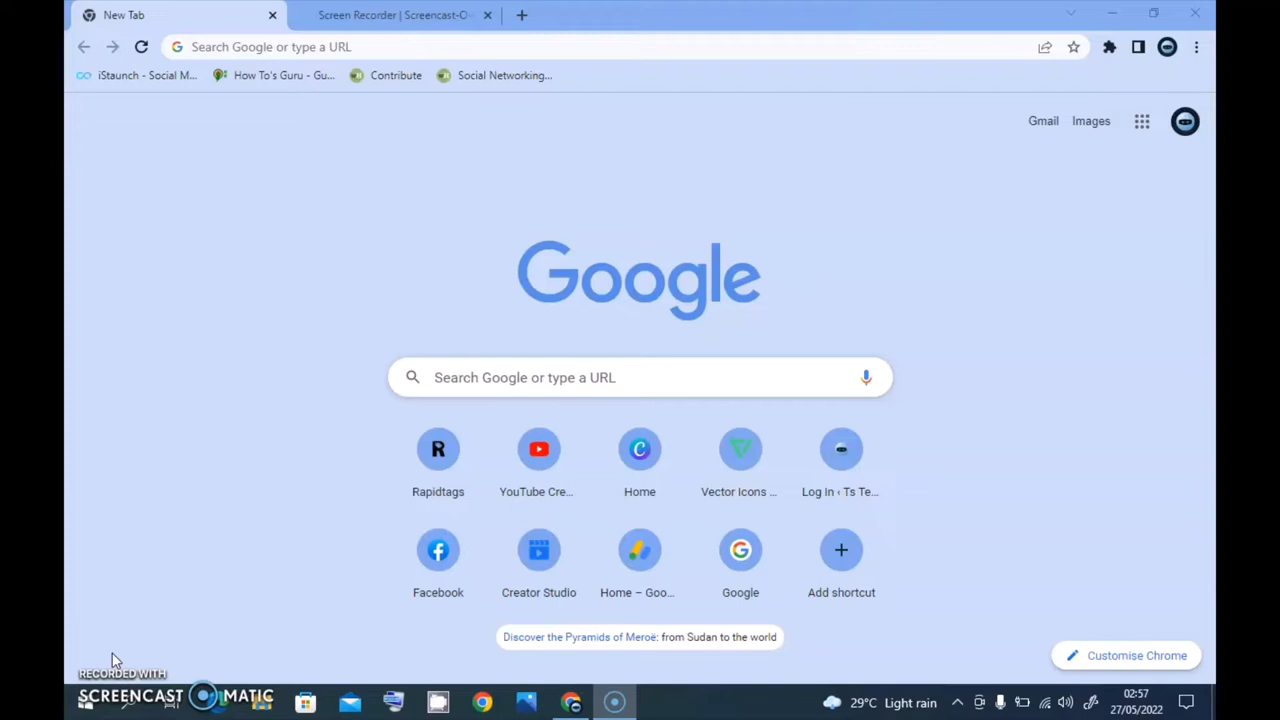 New Tab
Screen Recorder | Screencast-O
Search Google or type a URL
iStaunch - Social M...
How To's Guru - Gu...
Contribute
Social Networking...
Gmail
Images
Google
Search Google or type a URL
Rapidtags
YouTube Cre...
Home
Vector Icons ...
Log In ‹ Ts Te...
Facebook
Creator Studio
Home – Goo...
Google
Add shortcut
Discover the Pyramids of Meroë: from Sudan to the world
Customise Chrome
RECORDED WITH
SCREENCAST MATIC
29°C Light rain
02:57
27/05/2022